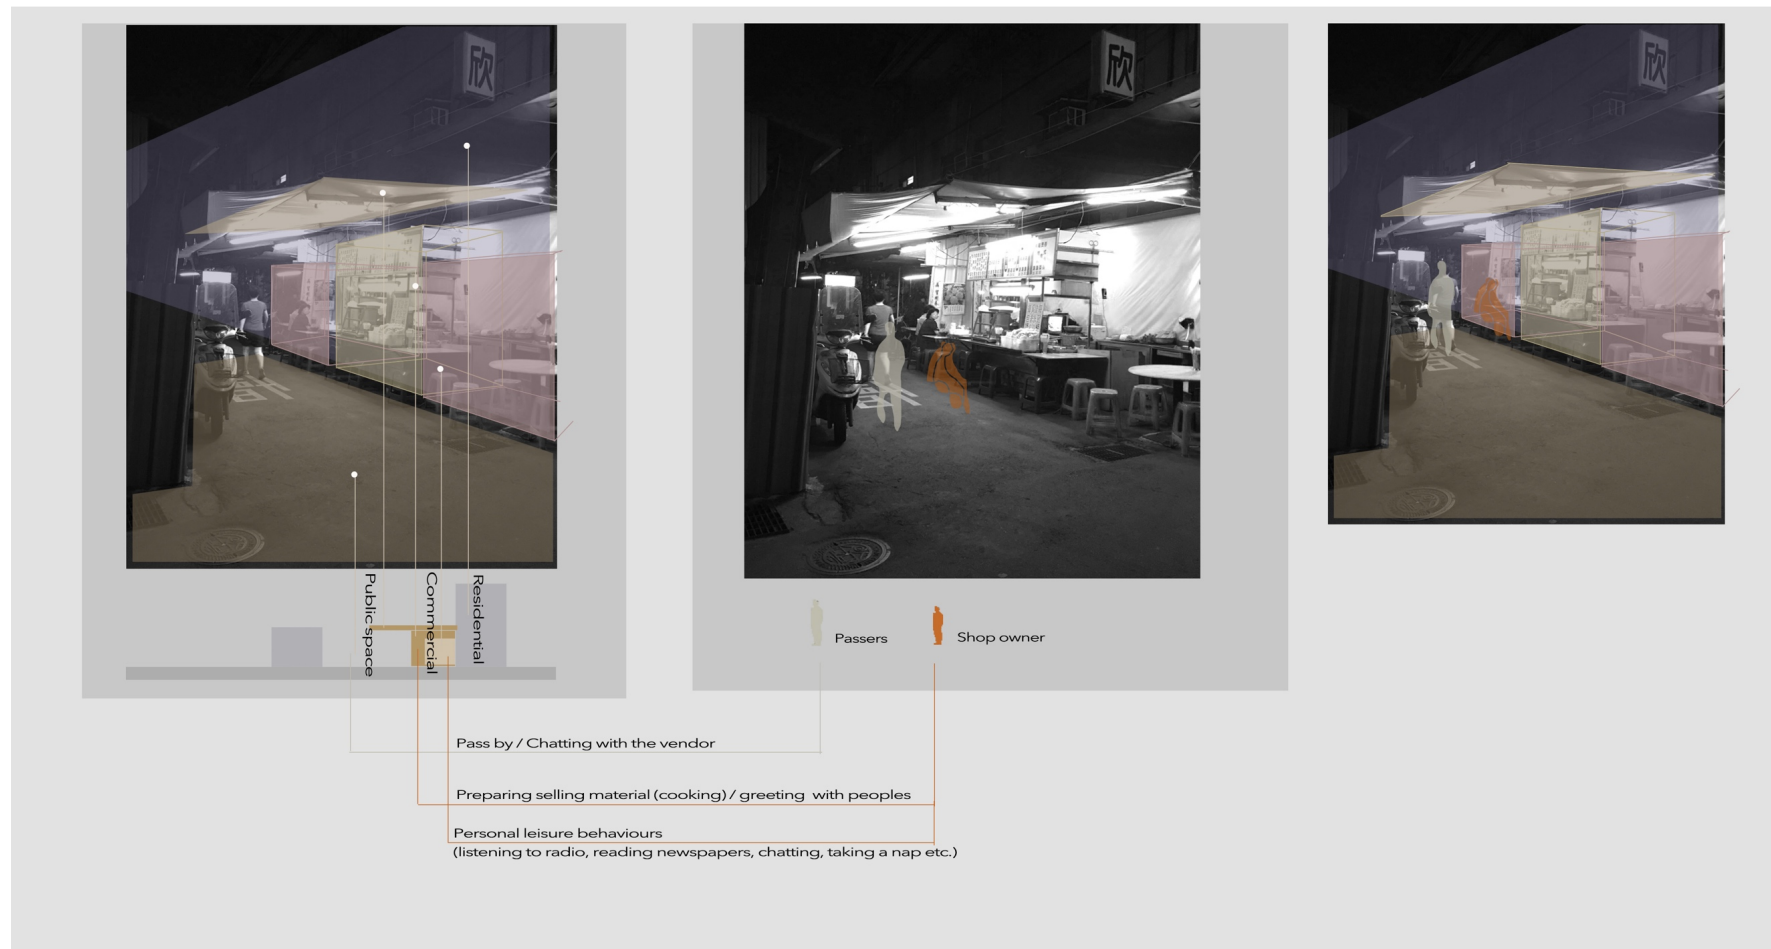 欣
欣
欣
Public space
Commercial
Residential
Passers
Shop owner
Pass by / Chatting with the vendor
Preparing selling material (cooking) / greeting with peoples
Personal leisure behaviours
(listening to radio, reading newspapers, chatting, taking a nap etc.)